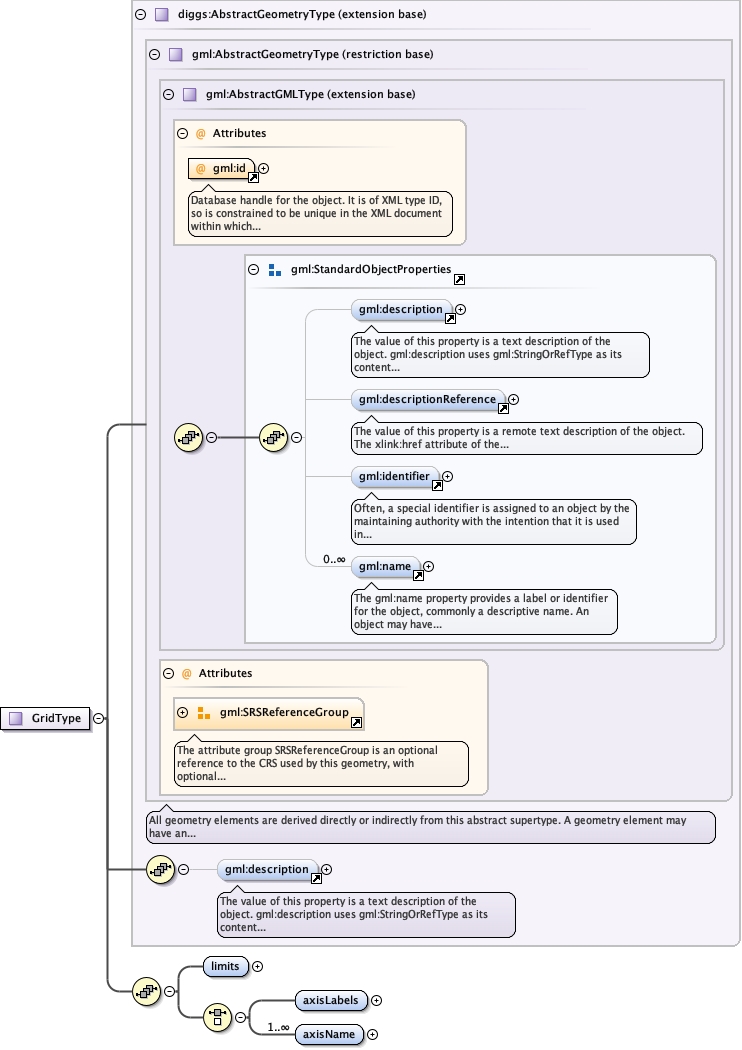 diggs:AbstractGeometryType (extension base)
gml:AbstractGeometryType (restriction base)
gml:AbstractGMLType (extension base)
@ Attributes
@ gml:id
Database handle for the object. It is of XML type ID,
so is constrained to be unique in the XML document
within which...
gml:StandardObjectProperties
gml:description
The value of this property is a text description of the
object. gml:description uses gml:StringOrRefType as its
content...
gml:descriptionReference
The value of this property is a remote text description of the object.
The xlink:href attribute of the...
gml:identifier
Often, a special identifier is assigned to an object by the
maintaining authority with the intention that it is used
in...
0..∞
gml:name
The gml:name property provides a label or identifier
for the object, commonly a descriptive name. An
object may have...
@ Attributes
gml:SRSReferenceGroup
The attribute group SRSReferenceGroup is an optional
reference to the CRS used by this geometry, with
optional...
GridType
All geometry elements are derived directly or indirectly from this abstract supertype. A geometry element may
have an...
gml:description
The value of this property is a text description of the
object. gml:description uses gml:StringOrRefType as its
content...
limits
axisLabels
1..∞
axisName